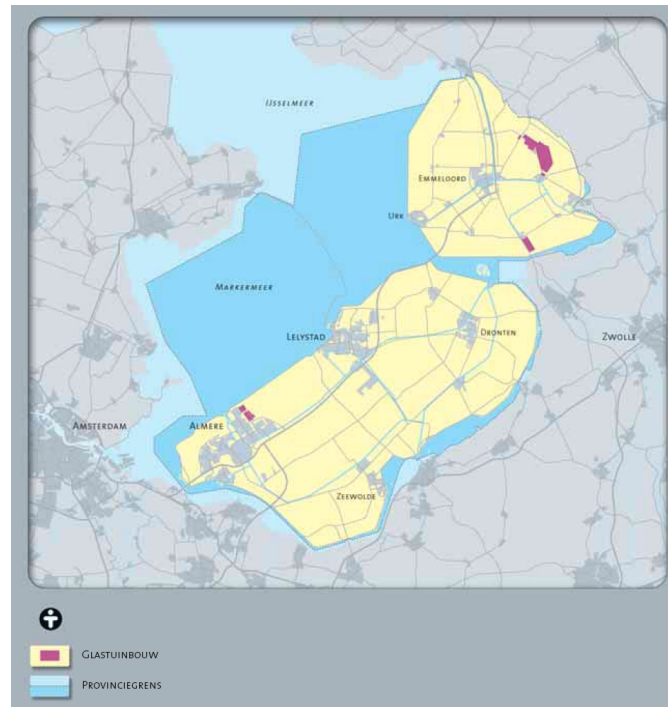 IJSSELMEER
EMMELOORD
URK
MARKERMEER
LELYSTAD
DRONTEN
ZWOLLE
AMSTERDAM
ALMERE
ZEEWOLDE
GLASTUINBOUW
PROVINCIEGRENS